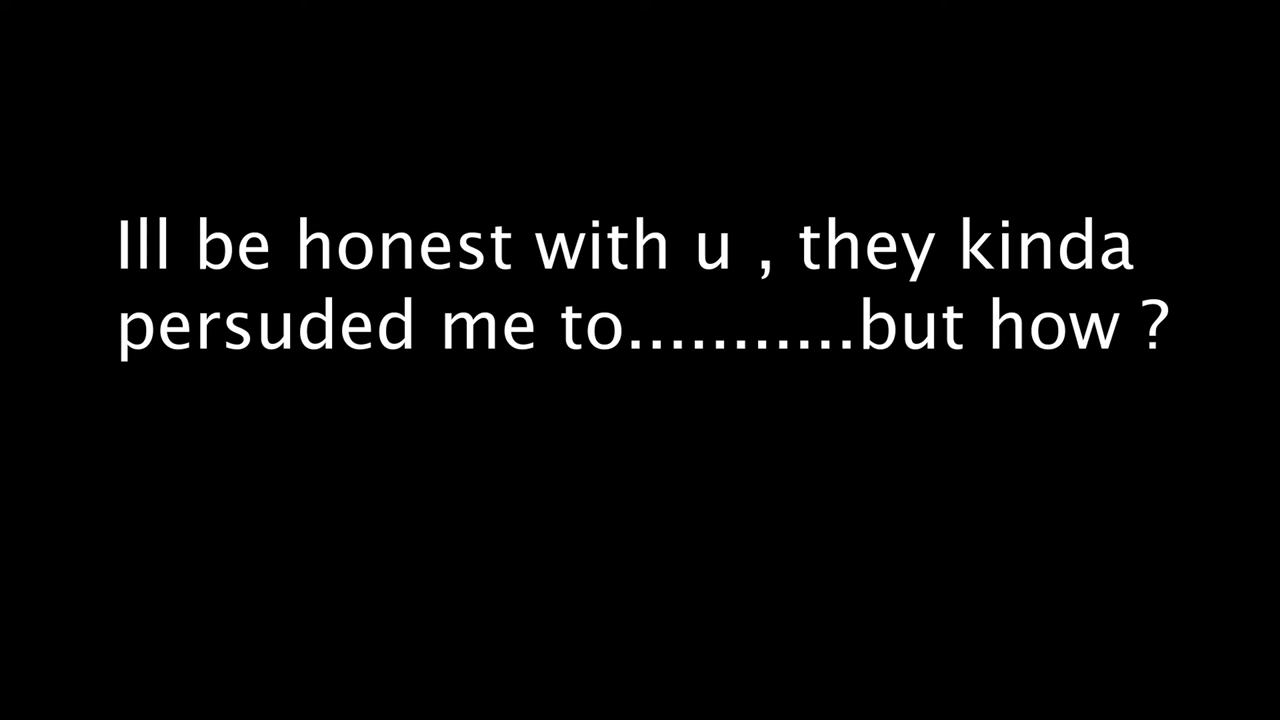 Ill be honest with u , they kinda
persuded me to...........but how ?